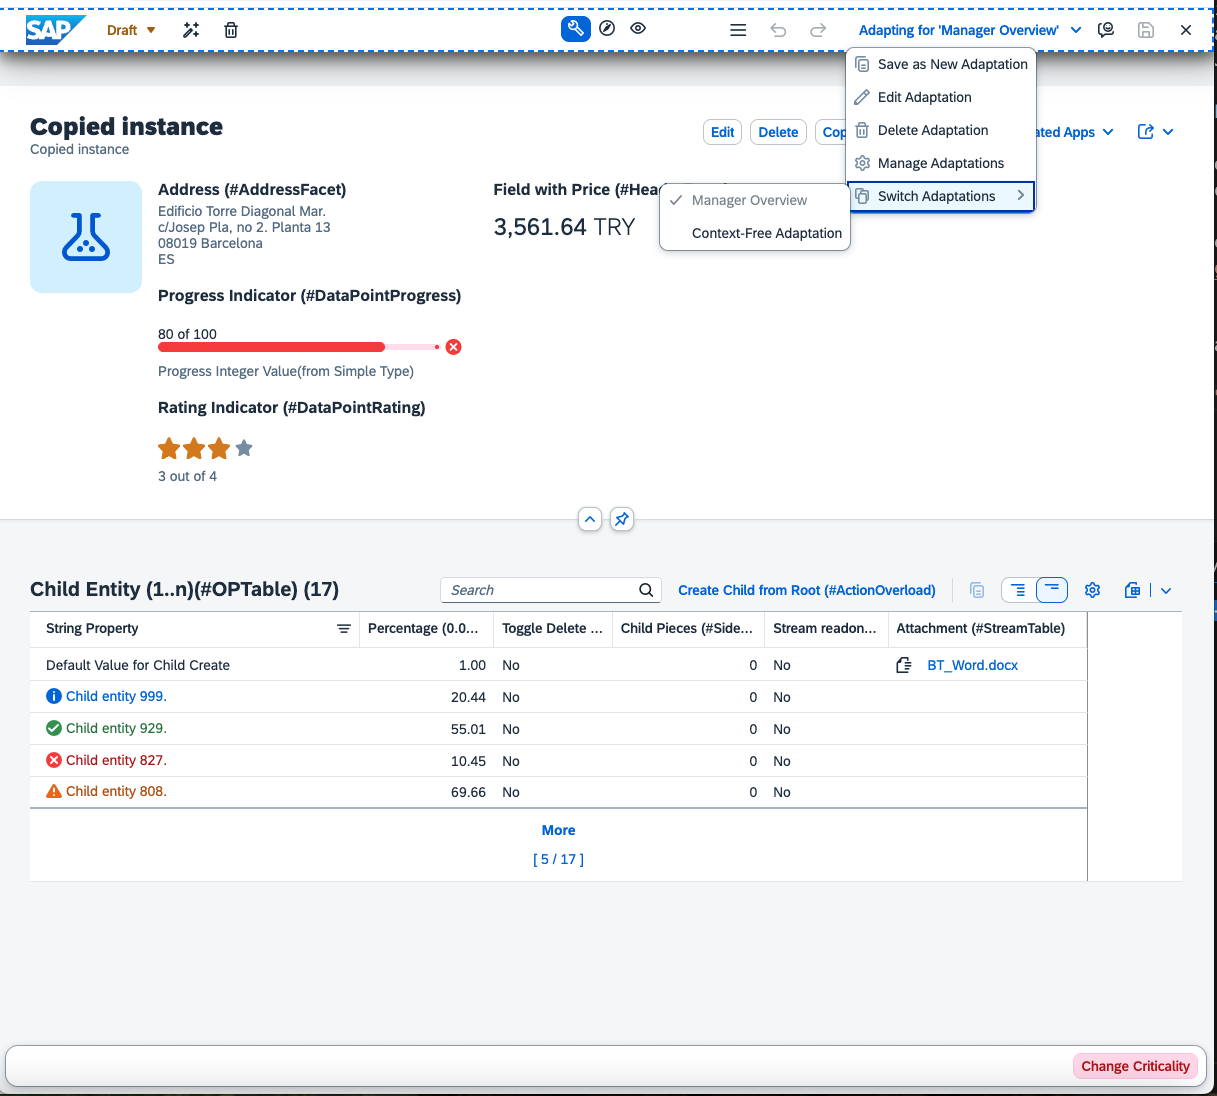 SAP
Draft
Adapting for 'Manager Overview'
Save as New Adaptation
Edit Adaptation
Delete Adaptation
Manage Adaptations
Switch Adaptations
Manager Overview
Context-Free Adaptation
Copied instance
Copied instance
Edit
Delete
Cop
ated Apps
Address (#AddressFacet)
Edificio Torre Diagonal Mar.
c/Josep Pla, no 2. Planta 13
08019 Barcelona
ES
Field with Price (#Hea
3,561.64 TRY
Progress Indicator (#DataPointProgress)
80 of 100
Progress Integer Value(from Simple Type)
Rating Indicator (#DataPointRating)
3 out of 4
Child Entity (1..n)(#OPTable) (17)
Search
Create Child from Root (#ActionOverload)
String Property Percentage (0.0... Toggle Delete ... Child Pieces (#Side... Stream readon... Attachment (#StreamTable)
Default Value for Child Create 1.00 No 0 No BT_Word.docx
Child entity 999. 20.44 No 0 No
Child entity 929. 55.01 No 0 No
Child entity 827. 10.45 No 0 No
Child entity 808. 69.66 No 0 No
More
[ 5 / 17 ]
Change Criticality